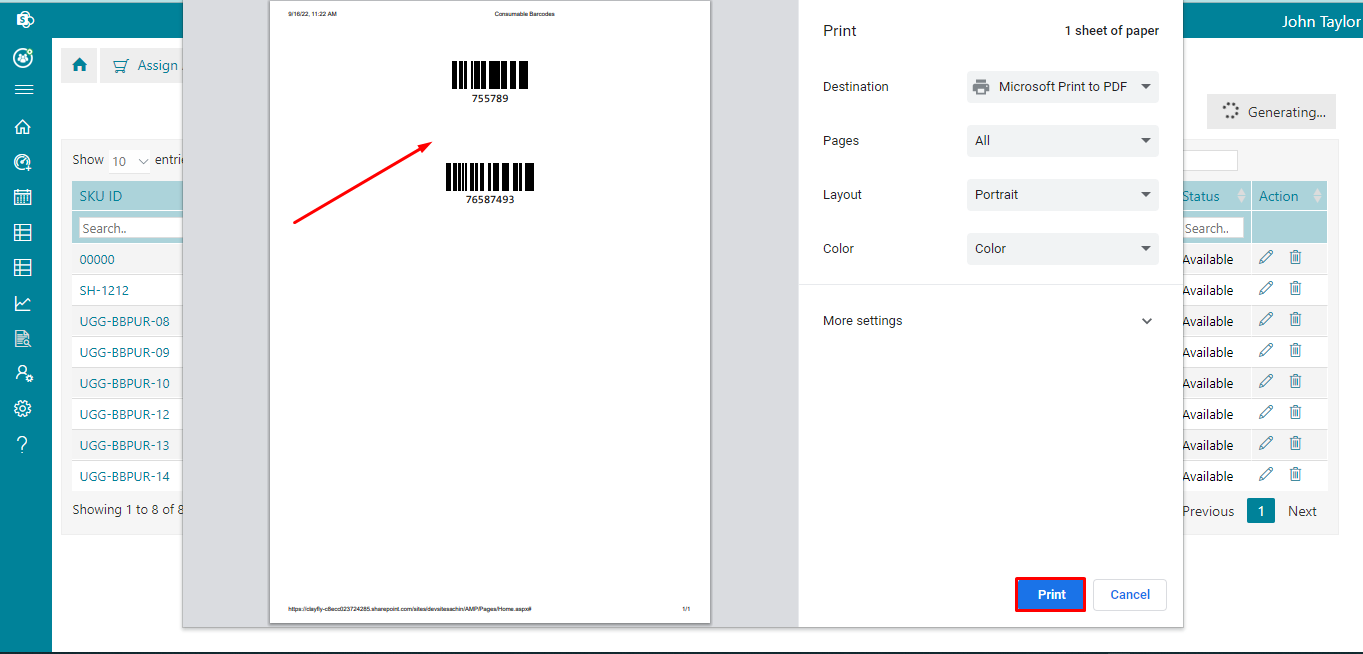 John Taylor
Assign
Generating...
Show 10 entrie
SKU ID
Search..
00000
SH-1212
UGG-BBPUR-08
UGG-BBPUR-09
UGG-BBPUR-10
UGG-BBPUR-12
UGG-BBPUR-13
UGG-BBPUR-14
Showing 1 to 8 of 8
9/16/22, 11:22 AM Consumable Barcodes
755789
76587493
https://clayfly-c8ecc023724285.sharepoint.com/sites/devsitesachin/AMP/Pages/Home.aspx# 1/1
Print 1 sheet of paper
Destination Microsoft Print to PDF
Pages All
Layout Portrait
Color Color
More settings
Print Cancel
Status Action
Search..
Available
Available
Available
Available
Available
Available
Available
Available
Previous 1 Next